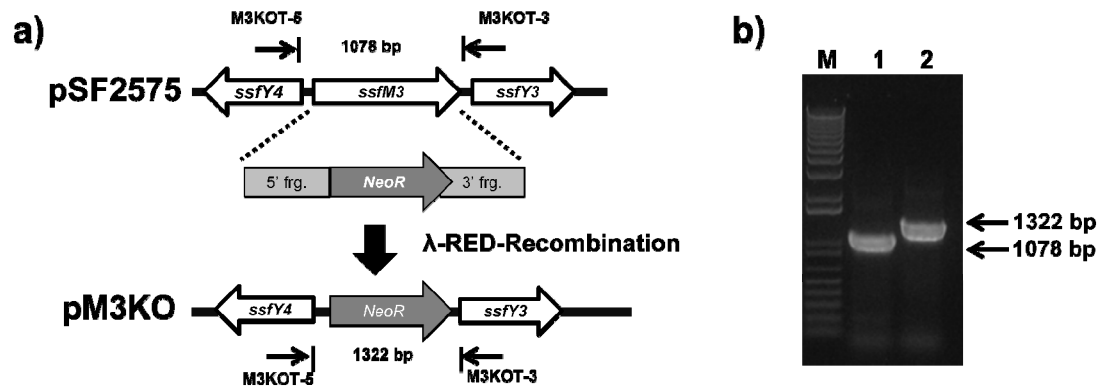 a)
M3KOT-5
1078 bp
M3KOT-3
pSF2575
ssfY4
ssfM3
ssfY3
5' frg.
NeoR
3' frg.
λ-RED-Recombination
pM3KO
ssfY4
NeoR
ssfY3
M3KOT-5
1322 bp
M3KOT-3
b)
M 1 2
1322 bp
1078 bp